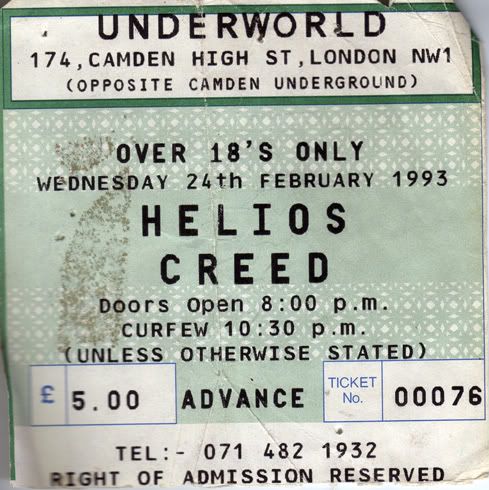 UNDERWORLD
174,CAMDEN HIGH ST,LONDON NW1
(OPPOSITE CAMDEN UNDERGROUND)
OVER 18'S ONLY
WEDNESDAY 24th FEBRUARY 1993
HELIOS
CREED
Doors Open 8:00 p.m.
CURFEW 10:30 p.m.
(UNLESS OTHERWISE STATED)
£ 5.00 ADVANCE TICKET No. 00076
TEL:- 071 482 1932
RIGHT OF ADMISSION RESERVED